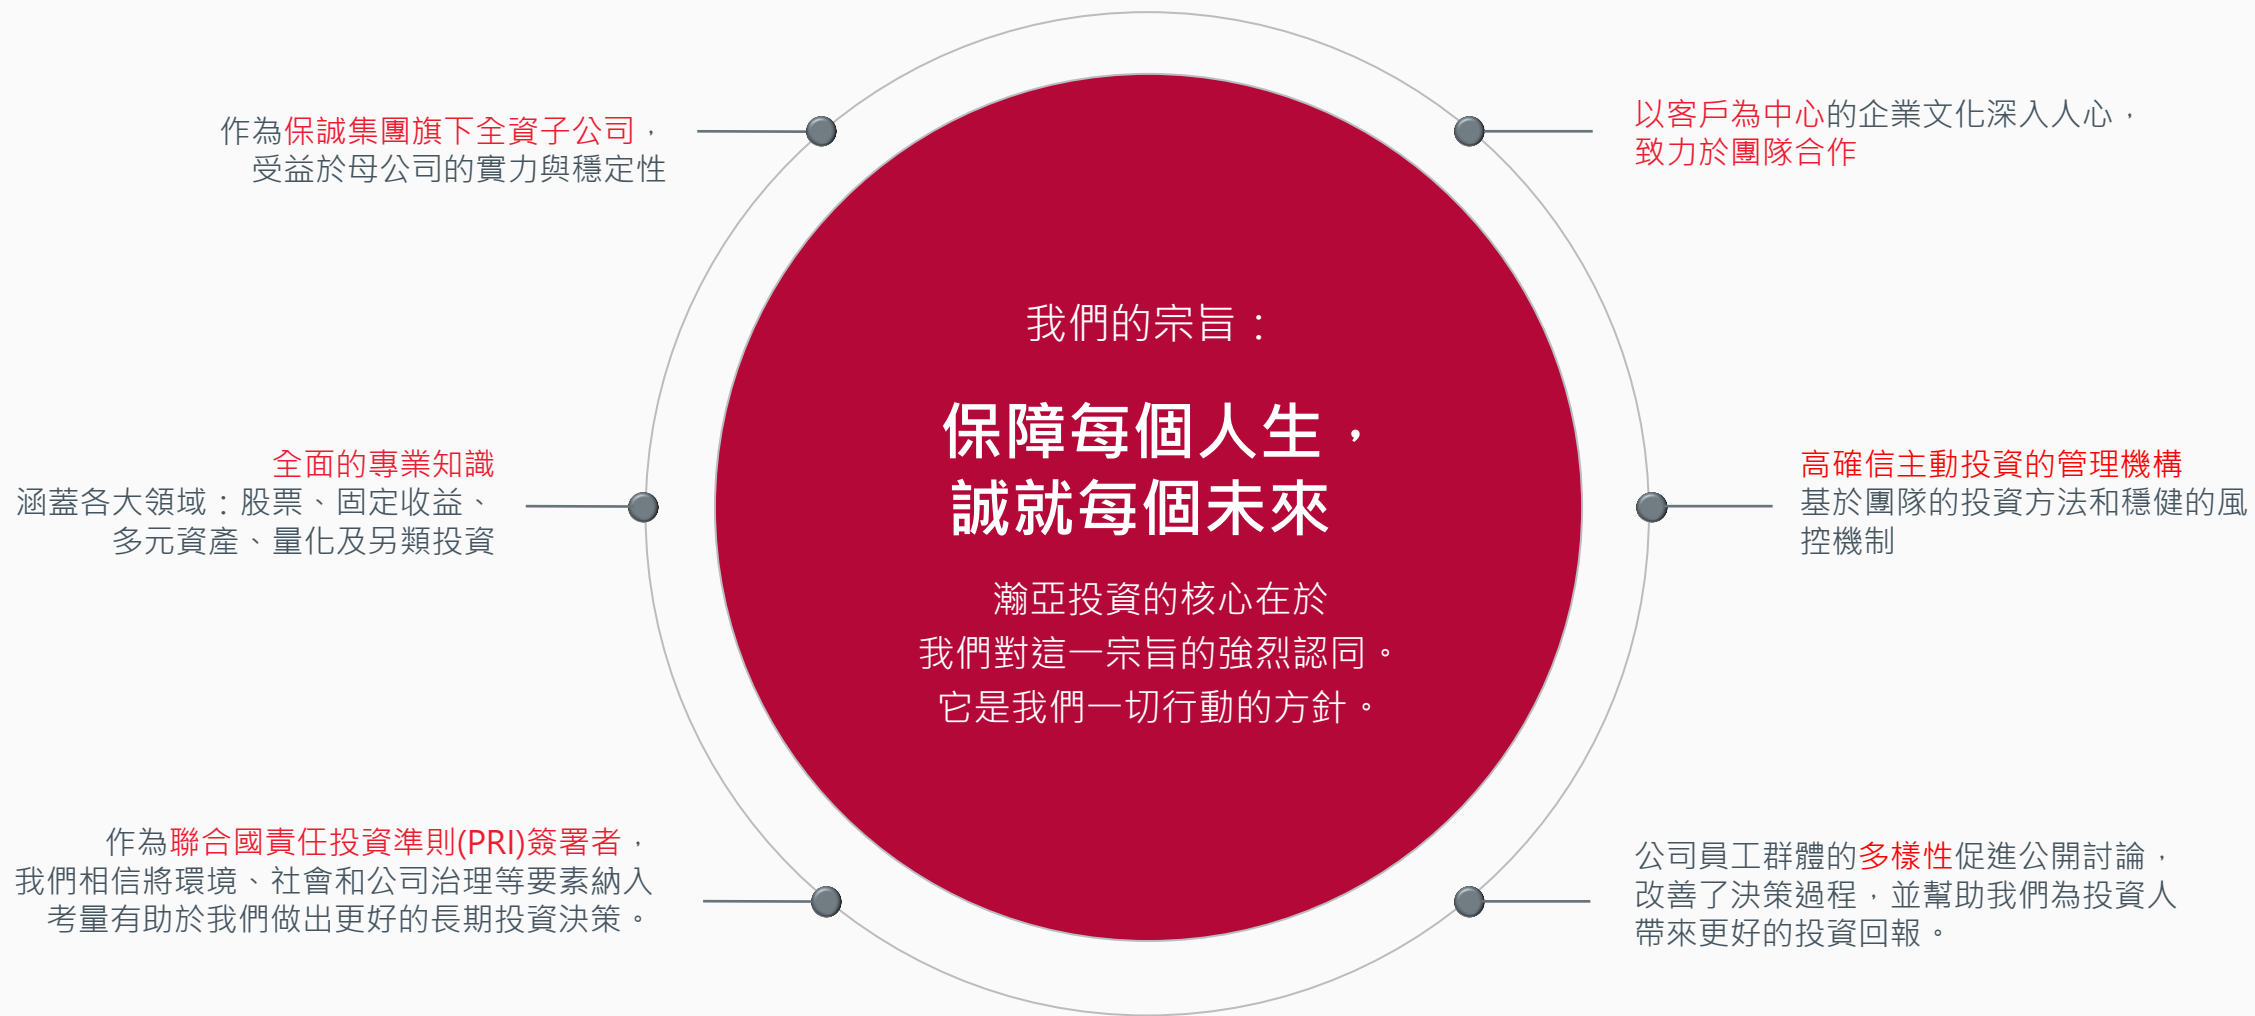 作為保誠集團旗下全資子公司，
受益於母公司的實力與穩定性
全面的專業知識
涵蓋各大領域：股票、固定收益、
多元資產、量化及另類投資
作為聯合國責任投資準則(PRI)簽署者，
我們相信將環境、社會和公司治理等要素納入
考量有助於我們做出更好的長期投資決策。
我們的宗旨：
保障每個人生，
誠就每個未來
瀚亞投資的核心在於
我們對這一宗旨的強烈認同。
它是我們一切行動的方針。
以客戶為中心的企業文化深入人心，
致力於團隊合作
高確信主動投資的管理機構
基於團隊的投資方法和穩健的風
控機制
公司員工群體的多樣性促進公開討論，
改善了決策過程，並幫助我們為投資人
帶來更好的投資回報。